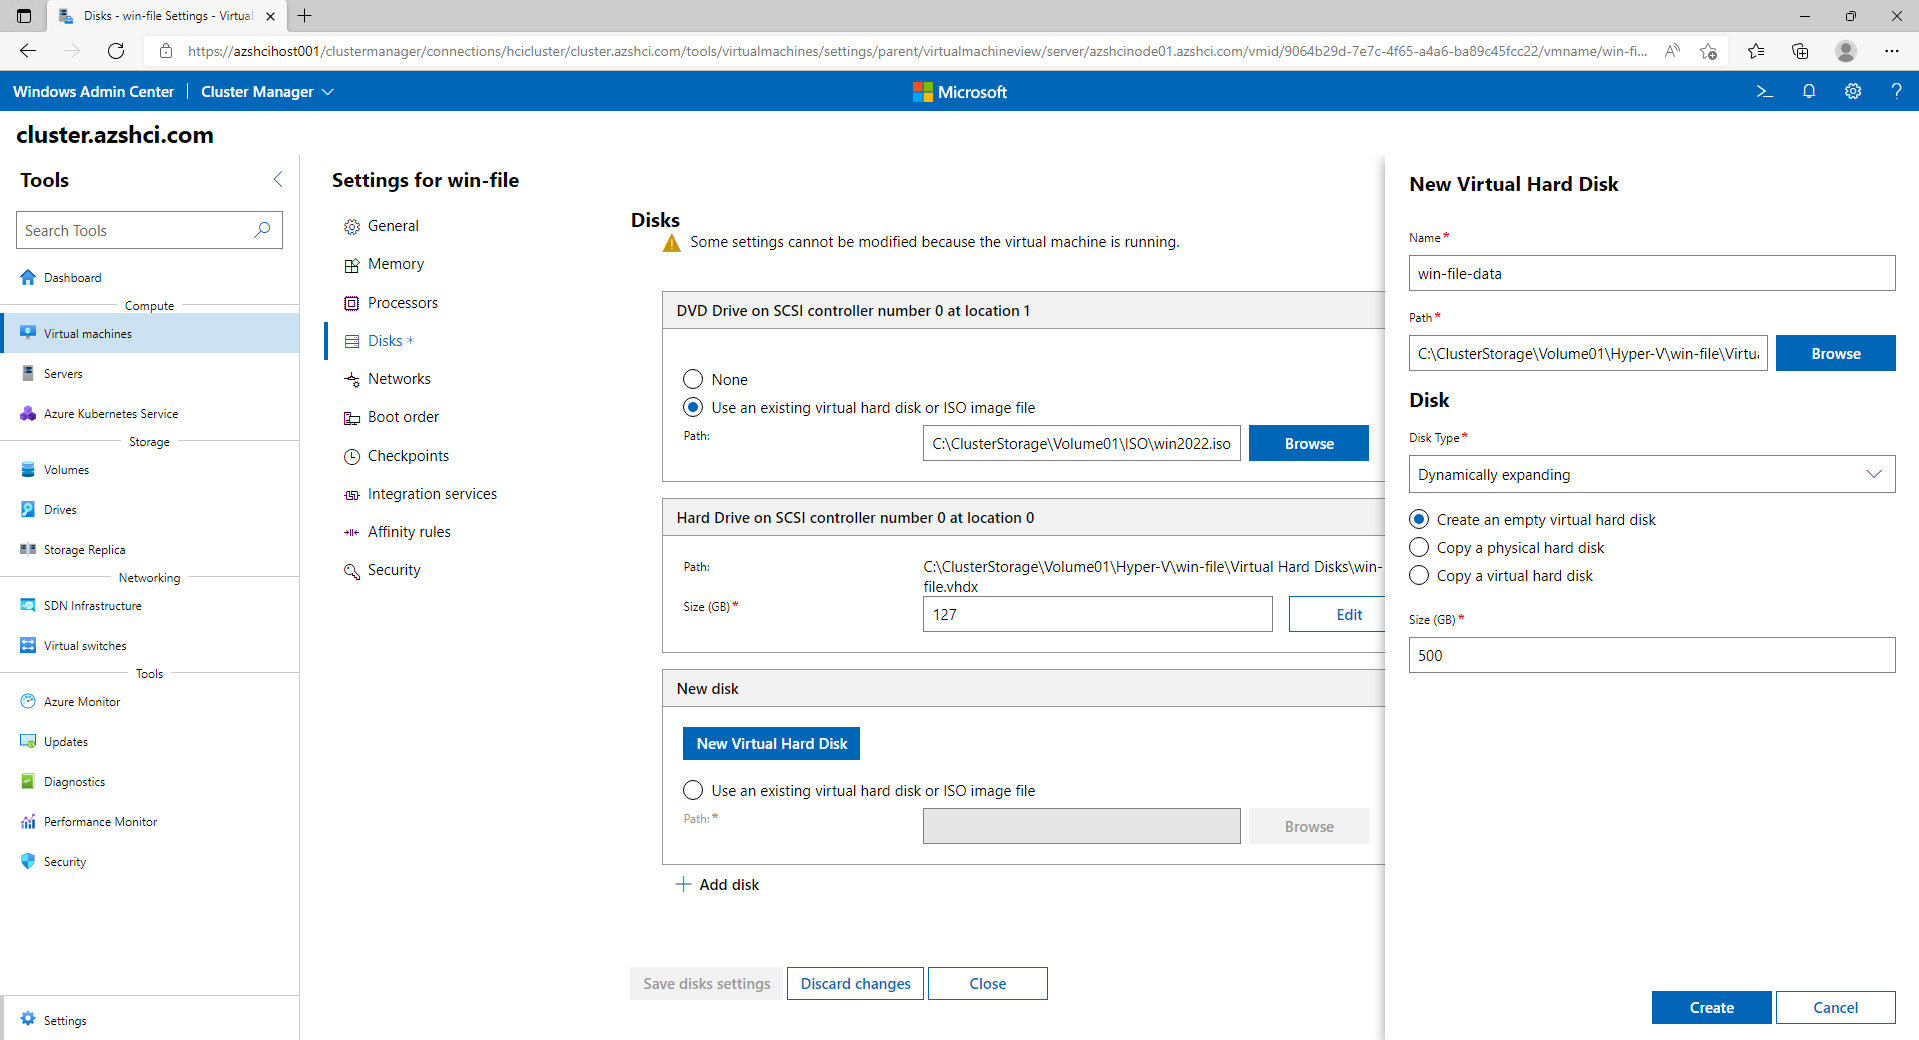 Disks - win-file Settings - Virtual
https://azshcihost001/clustermanager/connections/hcicluster/cluster.azshci.com/tools/virtualmachines/settings/parent/virtualmachineview/server/azshcinode01.azshci.com/vmid/9064b29d-7e7c-4f65-a4a6-ba89c45fcc22/vmname/win-fi...
Windows Admin Center
Cluster Manager
Microsoft
cluster.azshci.com
Tools
Search Tools
Dashboard
Compute
Virtual machines
Servers
Azure Kubernetes Service
Storage
Volumes
Drives
Storage Replica
Networking
SDN Infrastructure
Virtual switches
Tools
Azure Monitor
Updates
Diagnostics
Performance Monitor
Security
Settings
Settings for win-file
General
Memory
Processors
Disks *
Networks
Boot order
Checkpoints
Integration services
Affinity rules
Security
Disks
Some settings cannot be modified because the virtual machine is running.
DVD Drive on SCSI controller number 0 at location 1
None
Use an existing virtual hard disk or ISO image file
Path:
C:\ClusterStorage\Volume01\ISO\win2022.iso
Browse
Hard Drive on SCSI controller number 0 at location 0
Path:
C:\ClusterStorage\Volume01\Hyper-V\win-file\Virtual Hard Disks\win-
file.vhdx
Size (GB)*
127
Edit
New disk
New Virtual Hard Disk
Use an existing virtual hard disk or ISO image file
Path:*
Browse
Add disk
Save disks settings
Discard changes
Close
New Virtual Hard Disk
Name*
win-file-data
Path*
C:\ClusterStorage\Volume01\Hyper-V\win-file\Virtua
Browse
Disk
Disk Type*
Dynamically expanding
Create an empty virtual hard disk
Copy a physical hard disk
Copy a virtual hard disk
Size (GB)*
500
Create
Cancel